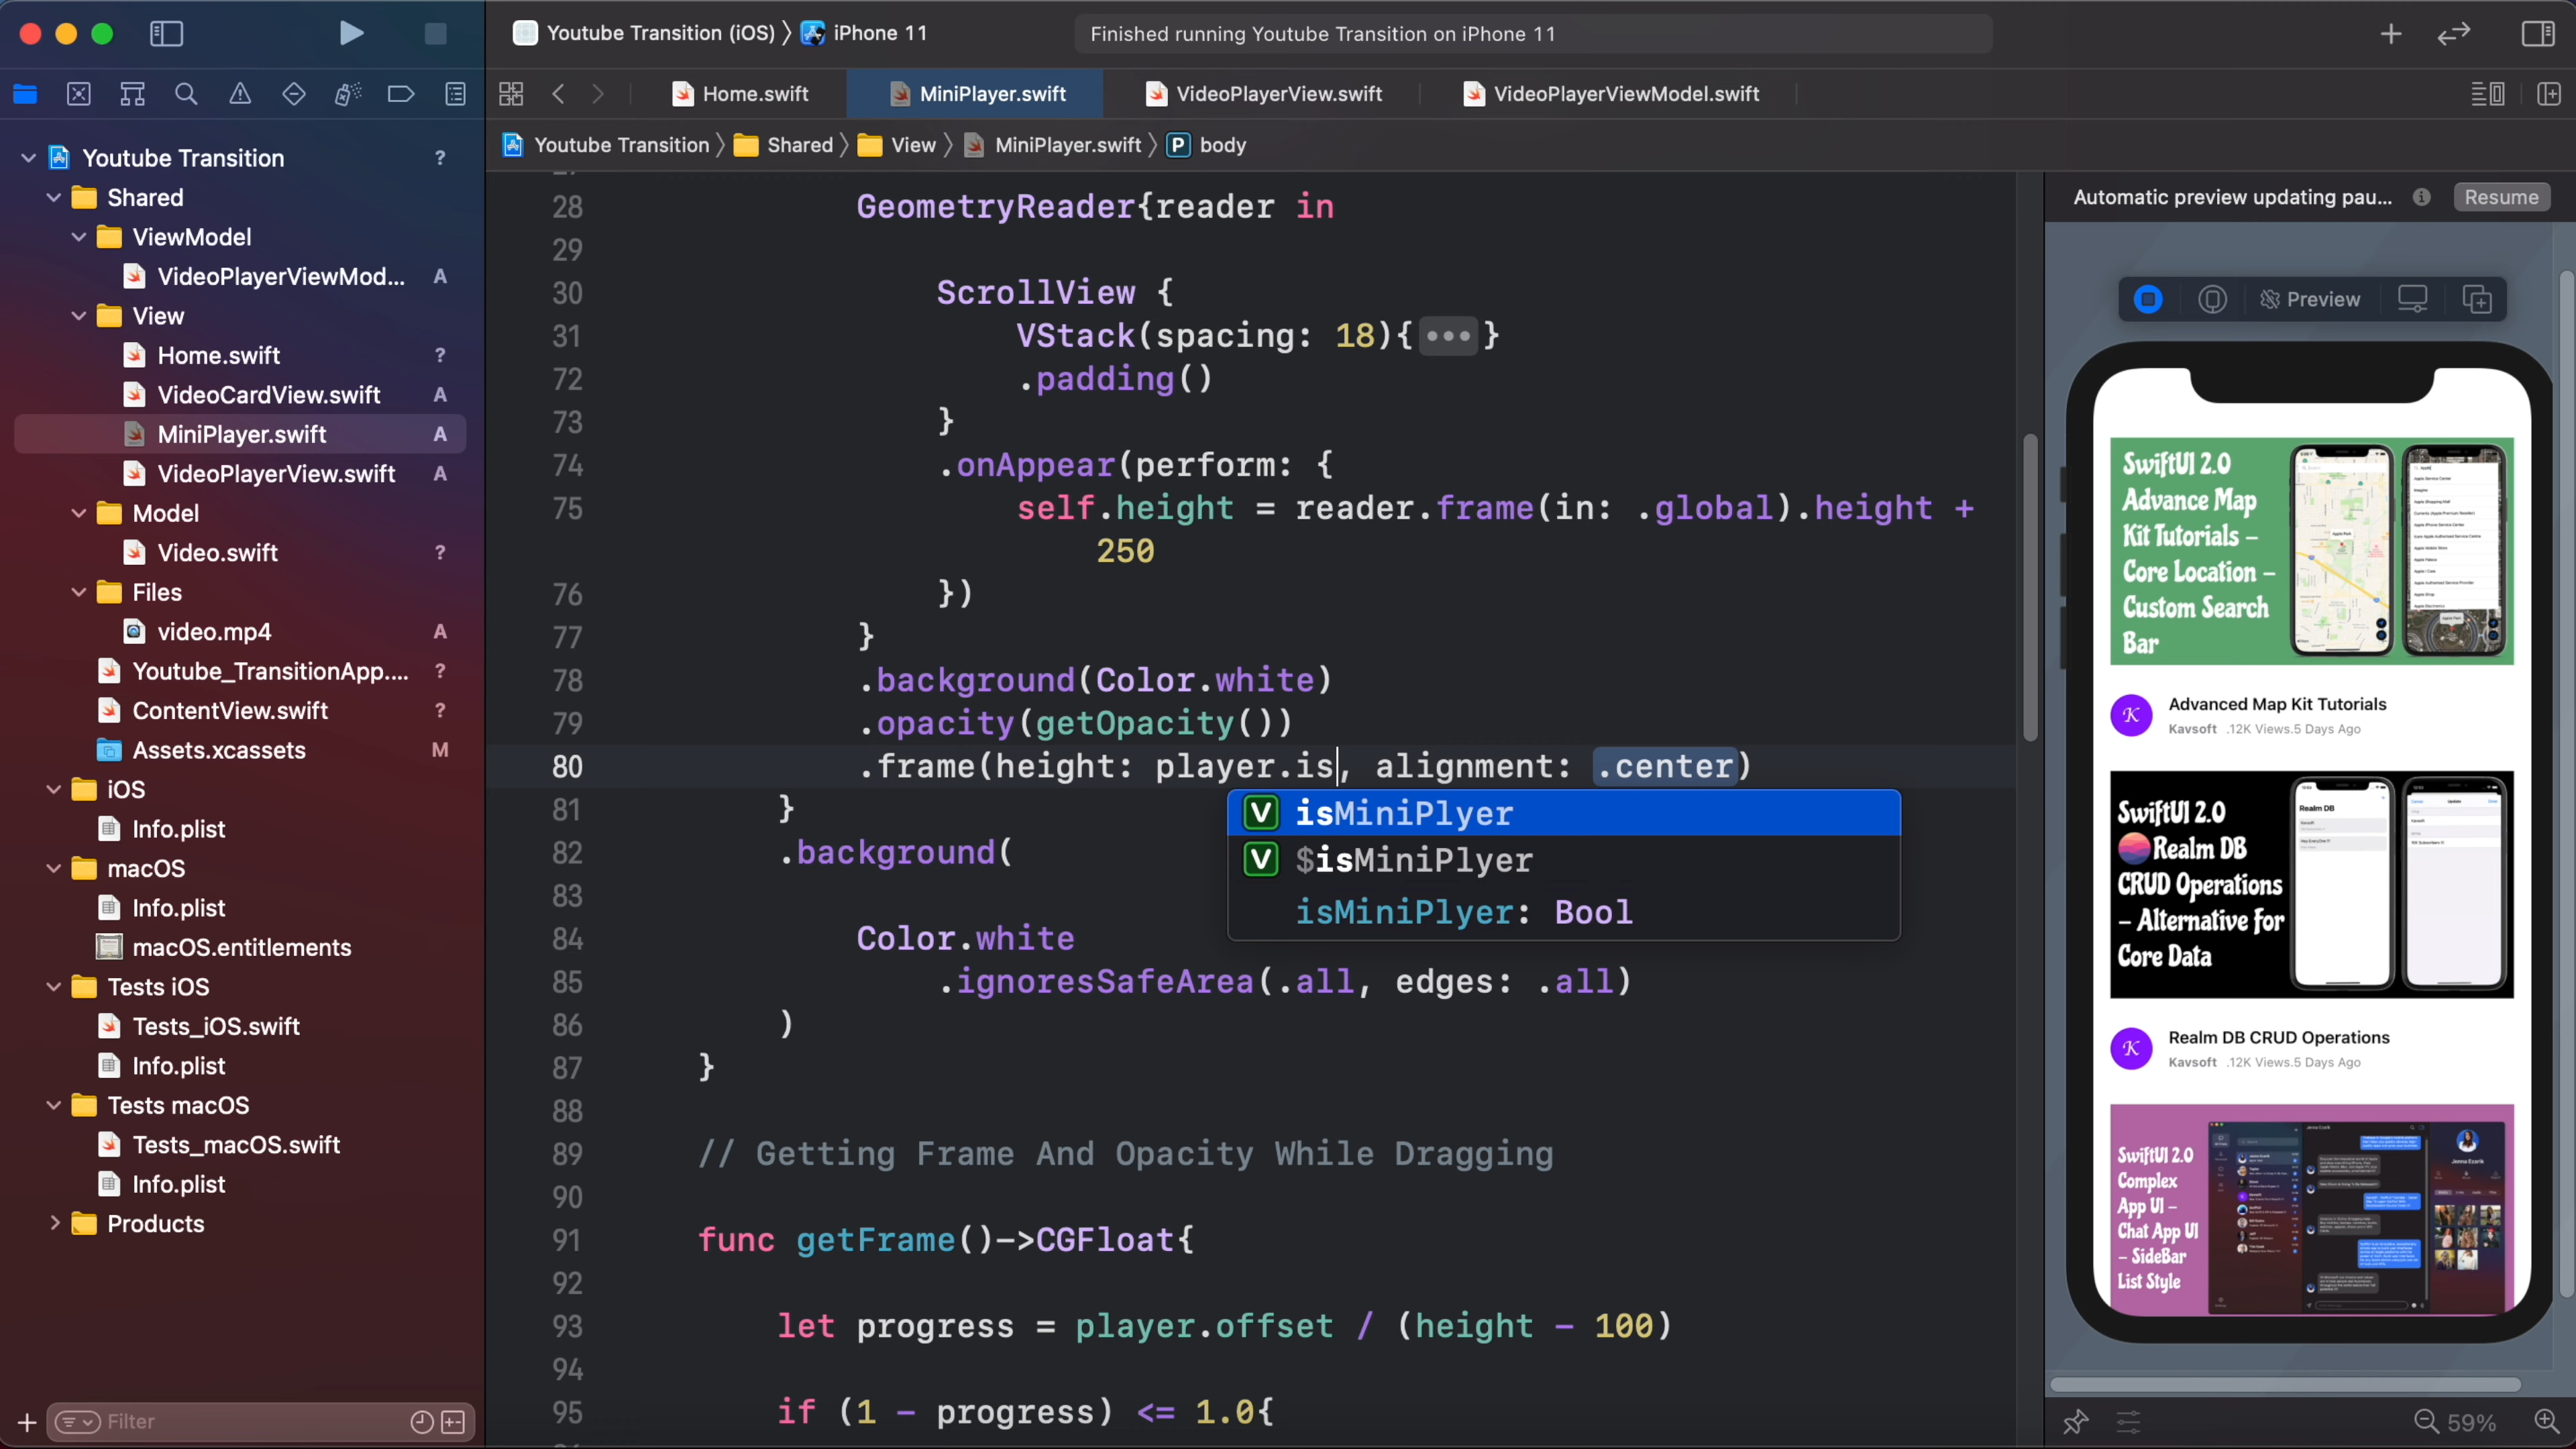 Youtube Transition (iOS) 〉 iPhone 11
Finished running Youtube Transition on iPhone 11
Home.swift
MiniPlayer.swift
VideoPlayerView.swift
VideoPlayerViewModel.swift
Youtube Transition 〉 Shared 〉 View 〉 MiniPlayer.swift 〉 P body
Youtube Transition ?
Shared
ViewModel
VideoPlayerViewMod... A
View
Home.swift ?
VideoCardView.swift A
MiniPlayer.swift A
VideoPlayerView.swift A
Model
Video.swift ?
Files
video.mp4 A
Youtube_TransitionApp.... ?
ContentView.swift ?
Assets.xcassets M
iOS
Info.plist
macOS
Info.plist
macOS.entitlements
Tests iOS
Tests_iOS.swift
Info.plist
Tests macOS
Tests_macOS.swift
Info.plist
Products
Filter
28 GeometryReader{reader in
29
30 ScrollView {
31 VStack(spacing: 18){•••}
72 .padding()
73 }
74 .onAppear(perform: {
75 self.height = reader.frame(in: .global).height +
250
76 })
77 }
78 .background(Color.white)
79 .opacity(getOpacity())
80 .frame(height: player.is, alignment: .center)
V isMiniPlyer
V $isMiniPlyer
isMiniPlyer: Bool
81 }
82 .background(
83
84 Color.white
85 .ignoresSafeArea(.all, edges: .all)
86 )
87 }
88
89 // Getting Frame And Opacity While Dragging
90
91 func getFrame()->CGFloat{
92
93 let progress = player.offset / (height - 100)
94
95 if (1 - progress) <= 1.0{
Automatic preview updating pau...
Resume
Preview
SwiftUI 2.0
Advance Map
Kit Tutorials -
Core Location -
Custom Search
Bar
Advanced Map Kit Tutorials
Kavsoft .12K Views.5 Days Ago
SwiftUI 2.0
Realm DB
CRUD Operations
- Alternative for
Core Data
Realm DB
Realm DB CRUD Operations
Kavsoft .12K Views.5 Days Ago
SwiftUI 2.0
Complex
App UI -
Chat App UI
- SideBar
List Style
59%